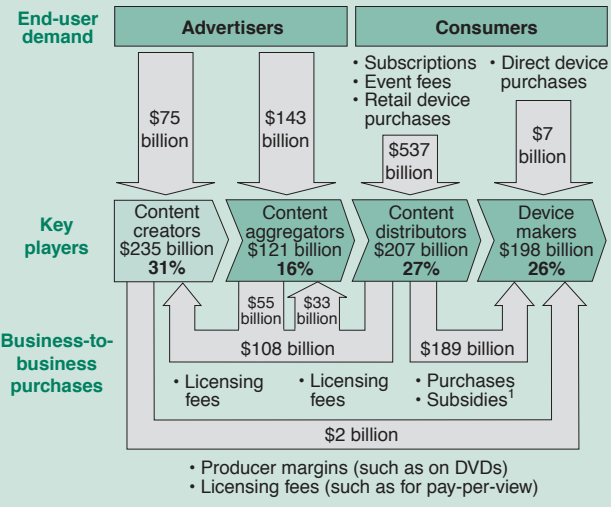 End-user
demand
Advertisers
Consumers
• Subscriptions
• Event fees
• Retail device
purchases
• Direct device
purchases
$75
billion
$143
billion
$537
billion
$7
billion
Key
players
Content
creators
$235 billion
31%
Content
aggregators
$121 billion
16%
Content
distributors
$207 billion
27%
Device
makers
$198 billion
26%
Business-to-
business
purchases
$55
billion
$33
billion
$108 billion
$189 billion
• Licensing
fees
• Licensing
fees
• Purchases
• Subsidies¹
$2 billion
• Producer margins (such as on DVDs)
• Licensing fees (such as for pay-per-view)